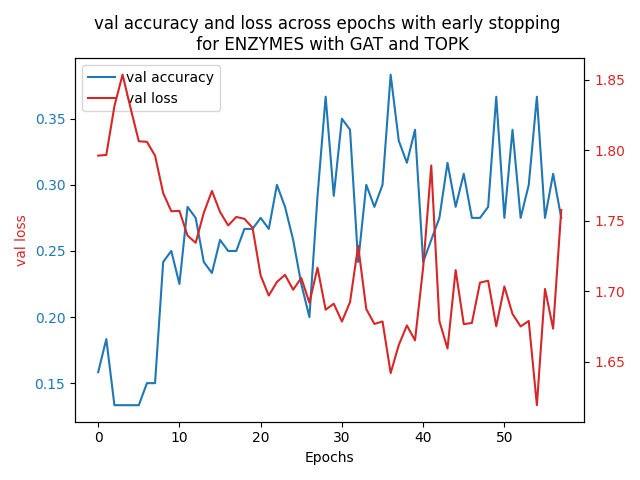 val accuracy and loss across epochs with early stopping
for ENZYMES with GAT and TOPK
val accuracy
val loss
0.35
0.30
0.25
0.20
0.15
val loss
1.85
1.80
1.75
1.70
1.65
0
10
20
30
40
50
Epochs